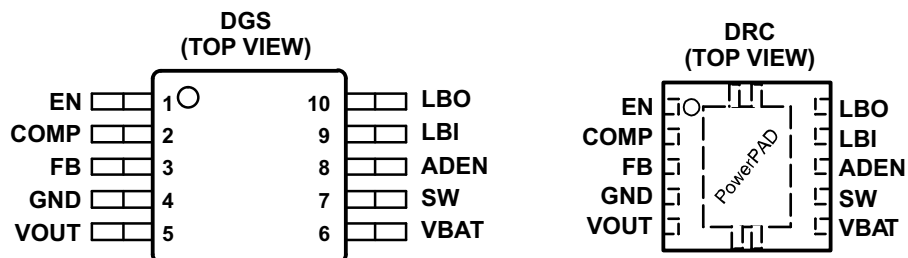 DGS
(TOP VIEW)
EN 1 10 LBO
COMP 2 9 LBI
FB 3 8 ADEN
GND 4 7 SW
VOUT 5 6 VBAT
DRC
(TOP VIEW)
EN LBO
COMP LBI
FB ADEN
GND SW
VOUT VBAT
PowerPAD